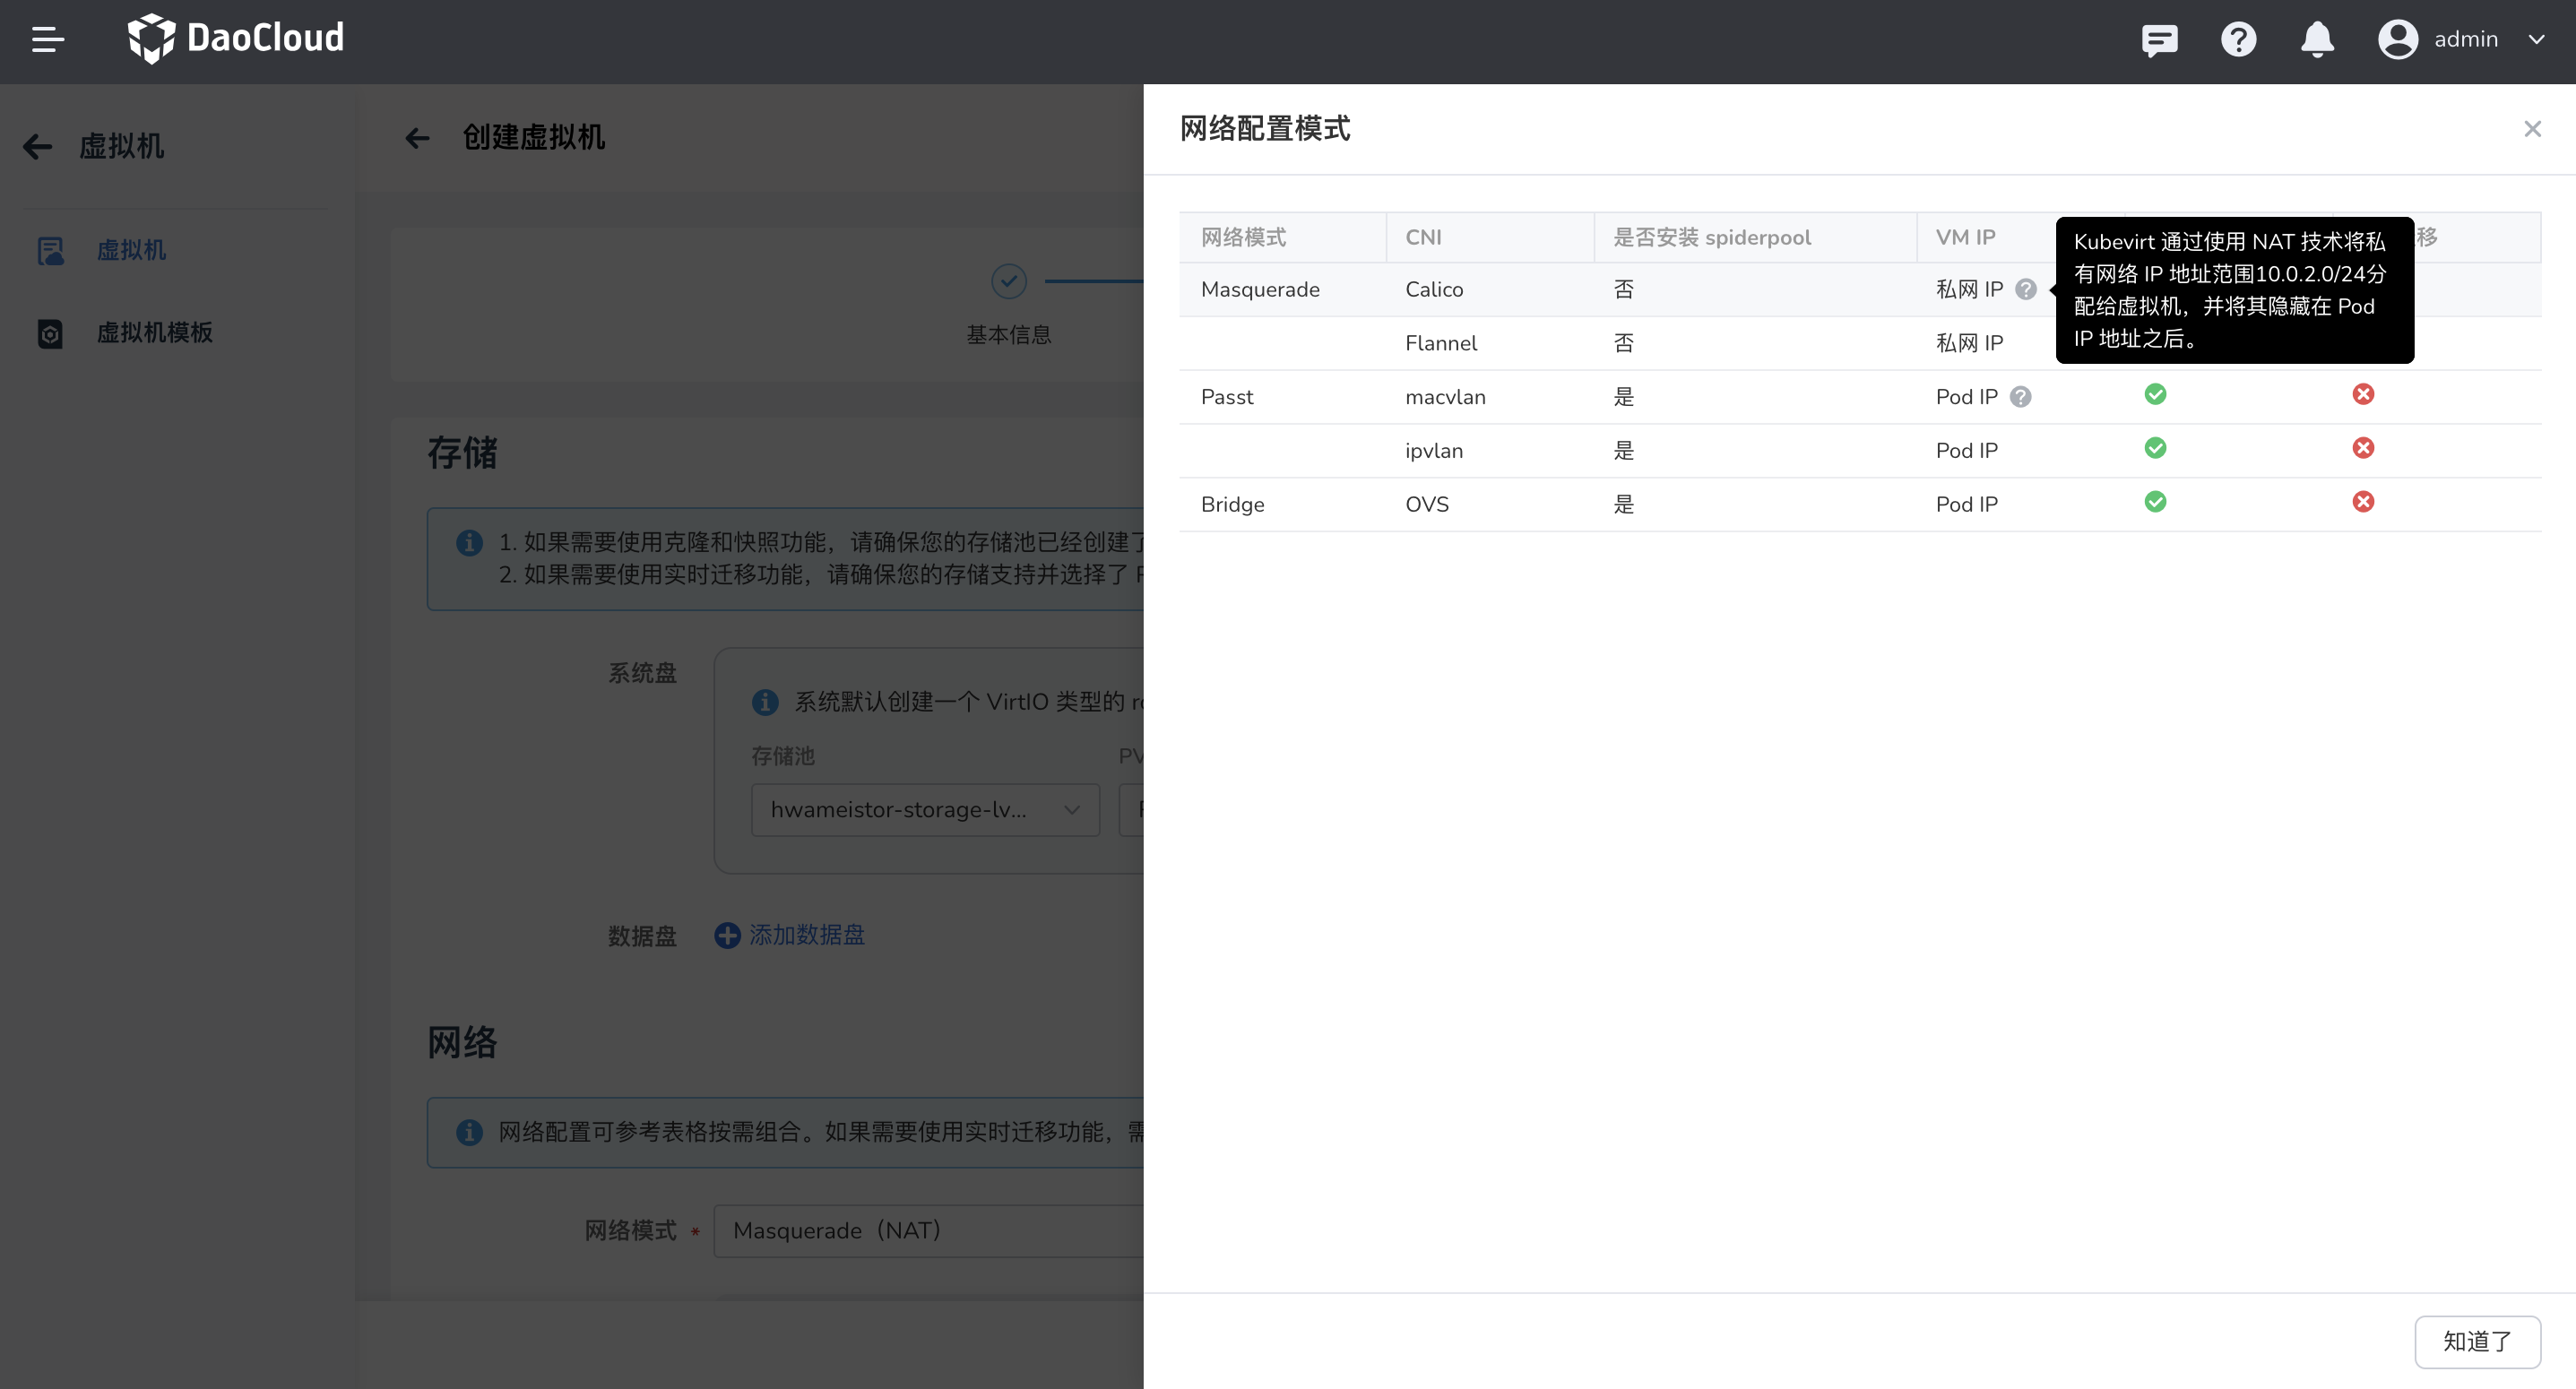 DaoCloud
admin
虚拟机
虚拟机
虚拟机模板
创建虚拟机
基本信息
存储
1. 如果需要使用克隆和快照功能，请确保您的存储池已经创建了
2. 如果需要使用实时迁移功能，请确保您的存储支持并选择了
系统盘
系统默认创建一个 VirtIO 类型的
存储池
hwameistor-storage-lv...
数据盘
添加数据盘
网络
网络配置可参考表格按需组合。如果需要使用实时迁移功能，需
网络模式 *
Masquerade（NAT）
网络配置模式
网络模式 CNI 是否安装 spiderpool VM IP 移
Masquerade Calico 否 私网 IP
Flannel 否 私网 IP
Passt macvlan 是 Pod IP
ipvlan 是 Pod IP
Bridge OVS 是 Pod IP
Kubevirt 通过使用 NAT 技术将私
有网络 IP 地址范围10.0.2.0/24分
配给虚拟机，并将其隐藏在 Pod
IP 地址之后。
知道了